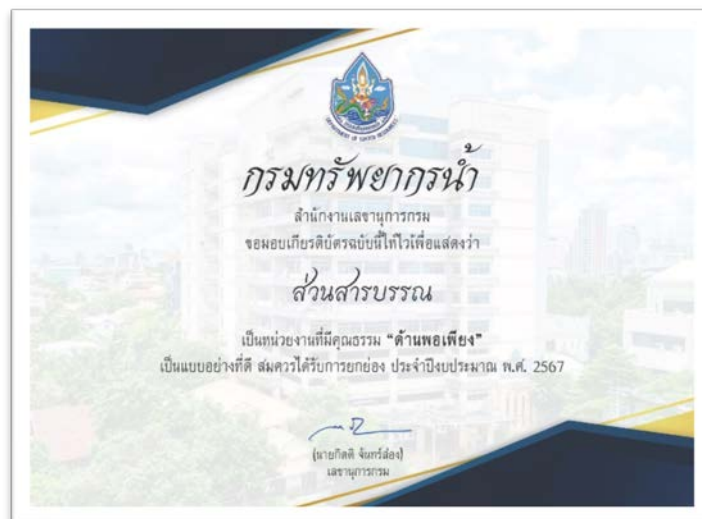 กรมทรัพยากรน้ำ
สำนักงานเลขานุการกรม
ขอมอบเกียรติบัตรฉบับนี้ให้ไว้เพื่อแสดงว่า
ส่วนสารบรรณ
เป็นหน่วยงานที่มีคุณธรรม “ด้านพอเพียง”
เป็นแบบอย่างที่ดี สมควรได้รับการยกย่อง ประจำปีงบประมาณ พ.ศ. 2567
(นายกิตติ จันทร์ส่อง)
เลขานุการกรม